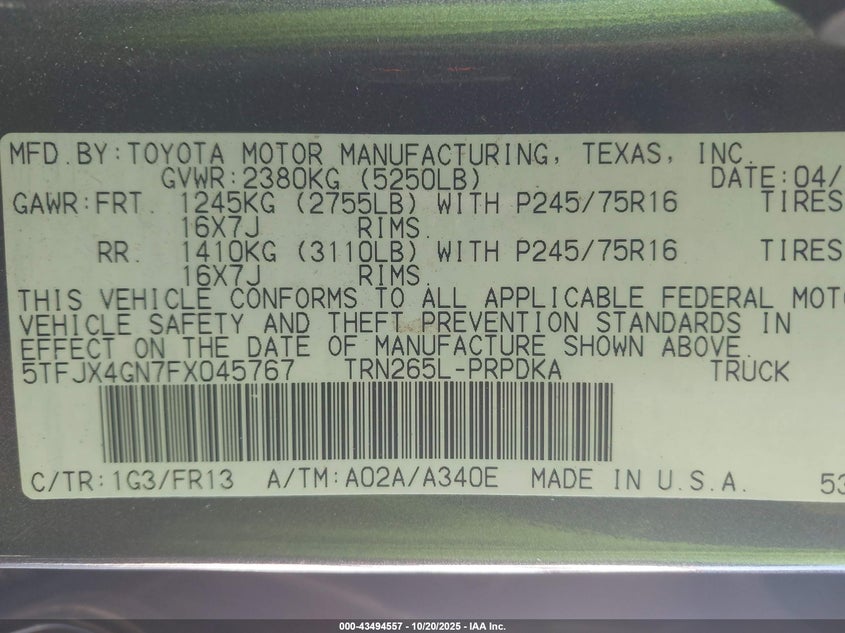 MFD. BY: TOYOTA MOTOR MANUFACTURING, TEXAS, INC.
GVWR: 2380KG (5250LB) DATE: 04/
GAWR: FRT. 1245KG (2755LB) WITH P245/75R16 TIRES
16X7J RIMS.
RR. 1410KG (3110LB) WITH P245/75R16 TIRES
16X7J RIMS.
THIS VEHICLE CONFORMS TO ALL APPLICABLE FEDERAL MOTO
VEHICLE SAFETY AND THEFT PREVENTION STANDARDS IN
EFFECT ON THE DATE OF MANUFACTURE SHOWN ABOVE.
5TFJX4GN7FX045767 TRN265L-PRPDKA TRUCK
C/TR: 1G3/FR13 A/TM: A02A/A340E MADE IN U.S.A. 53
000-43494557 - 10/20/2025 - IAA Inc.